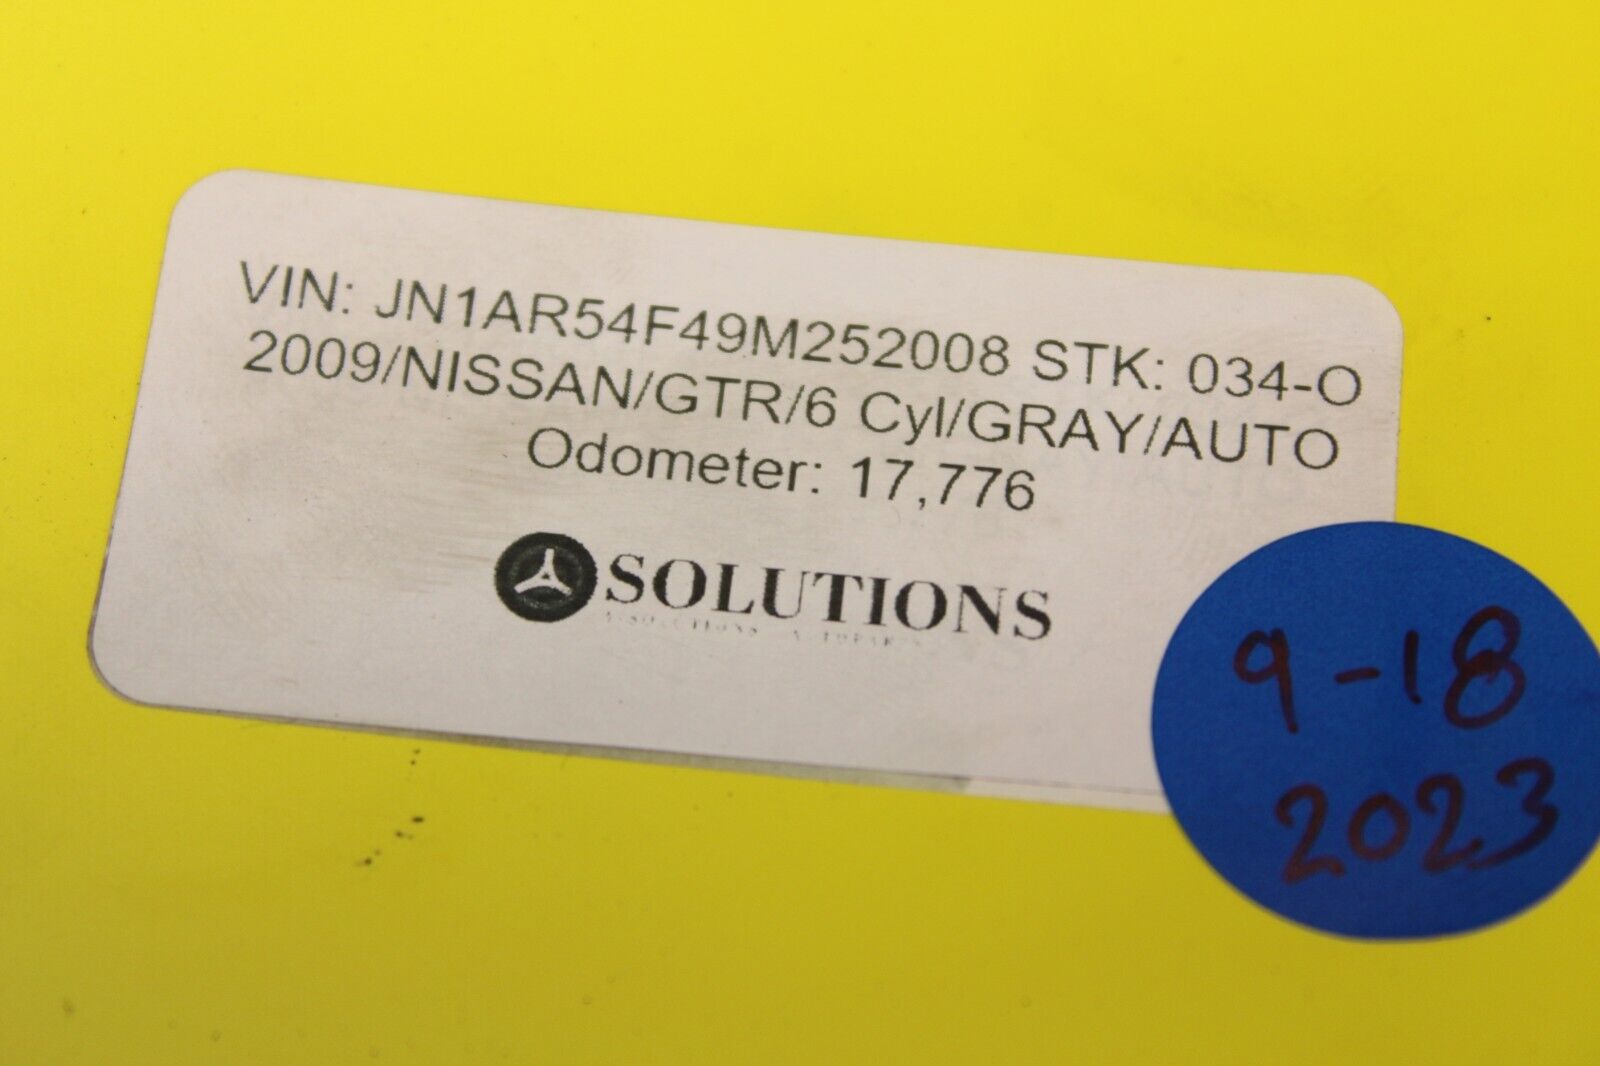 VIN: JN1AR54F49M252008 STK: 034-O
2009/NISSAN/GTR/6 Cyl/GRAY/AUTO
Odometer: 17,776
SOLUTIONS
9-18
2023